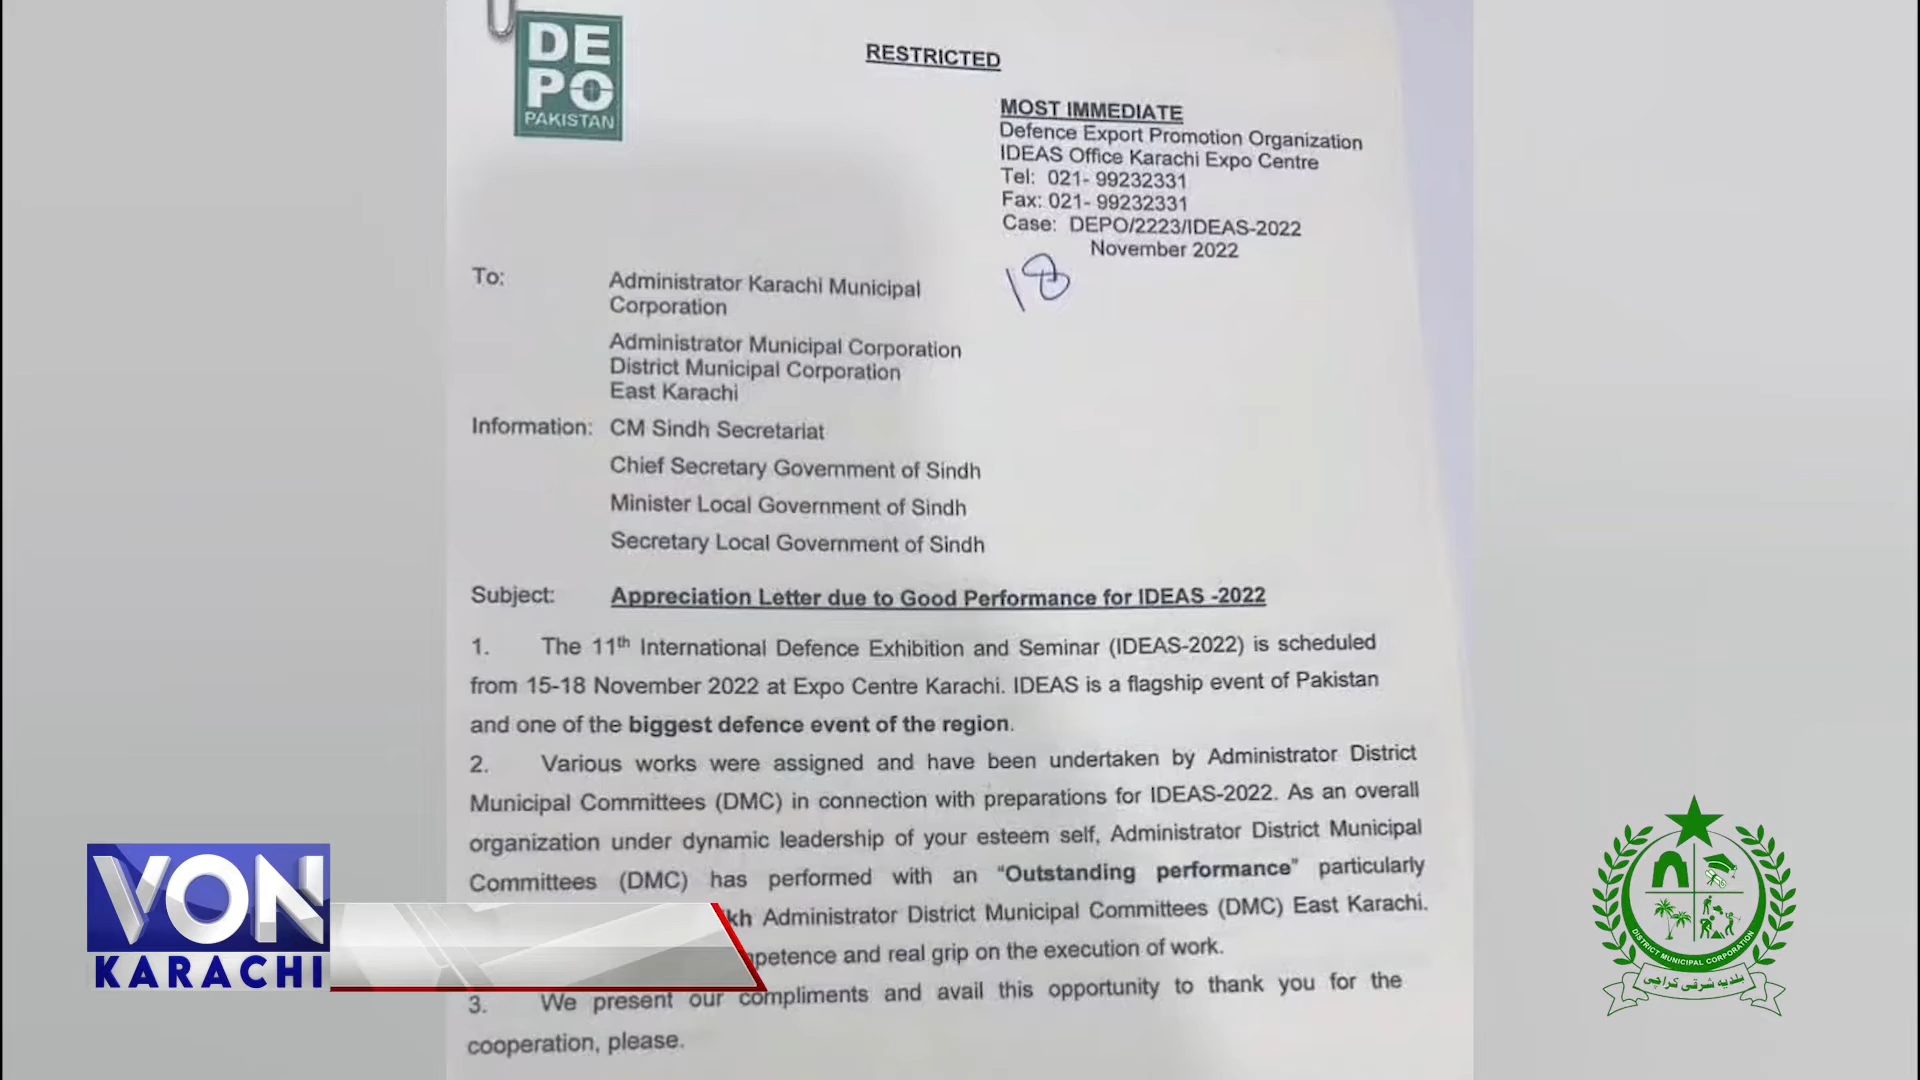 DE
PO
PAKISTAN
RESTRICTED
MOST IMMEDIATE
Defence Export Promotion Organization
IDEAS Office Karachi Expo Centre
Tel: 021- 99232331
Fax: 021- 99232331
Case: DEPO/2223/IDEAS-2022
November 2022
18
To: Administrator Karachi Municipal
Corporation
Administrator Municipal Corporation
District Municipal Corporation
East Karachi
Information: CM Sindh Secretariat
Chief Secretary Government of Sindh
Minister Local Government of Sindh
Secretary Local Government of Sindh
Subject: Appreciation Letter due to Good Performance for IDEAS -2022
1. The 11th International Defence Exhibition and Seminar (IDEAS-2022) is scheduled
from 15-18 November 2022 at Expo Centre Karachi. IDEAS is a flagship event of Pakistan
and one of the biggest defence event of the region.
2. Various works were assigned and have been undertaken by Administrator District
Municipal Committees (DMC) in connection with preparations for IDEAS-2022. As an overall
organization under dynamic leadership of your esteem self, Administrator District Municipal
Committees (DMC) has performed with an “Outstanding performance” particularly
Administrator District Municipal Committees (DMC) East Karachi.
and real grip on the execution of work.
3. We present our compliments and avail this opportunity to thank you for the
cooperation, please.
VON
KARACHI
DISTRICT MUNICIPAL CORPORATION
بلدیہ شرقی کراچی